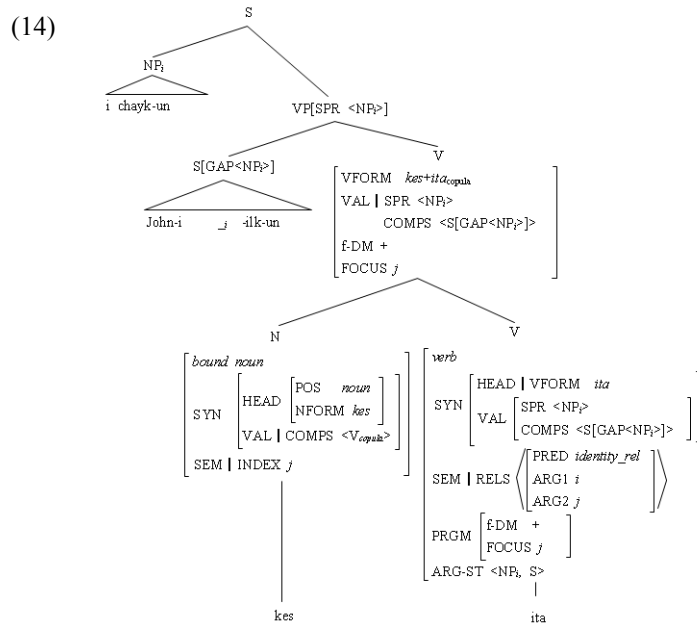 (14)
S
NPi
i chayk-un
VP[SPR <NPi>]
S[GAP<NPi>]
V
John-i _i -ilk-un
VFORM kes+itacopula
VAL | SPR <NPi>
COMPS <S[GAP<NPi>]>
f-DM +
FOCUS j
N
V
bound noun
SYN
HEAD
POS noun
NFORM kes
VAL | COMPS <Vcopula>
SEM | INDEX j
verb
SYN
HEAD | VFORM ita
VAL
SPR <NPi>
COMPS <S[GAP<NPi>]>
SEM | RELS
PRED identity_rel
ARG1 i
ARG2 j
PRGM
f-DM +
FOCUS j
ARG-ST <NPi, S>
kes
ita